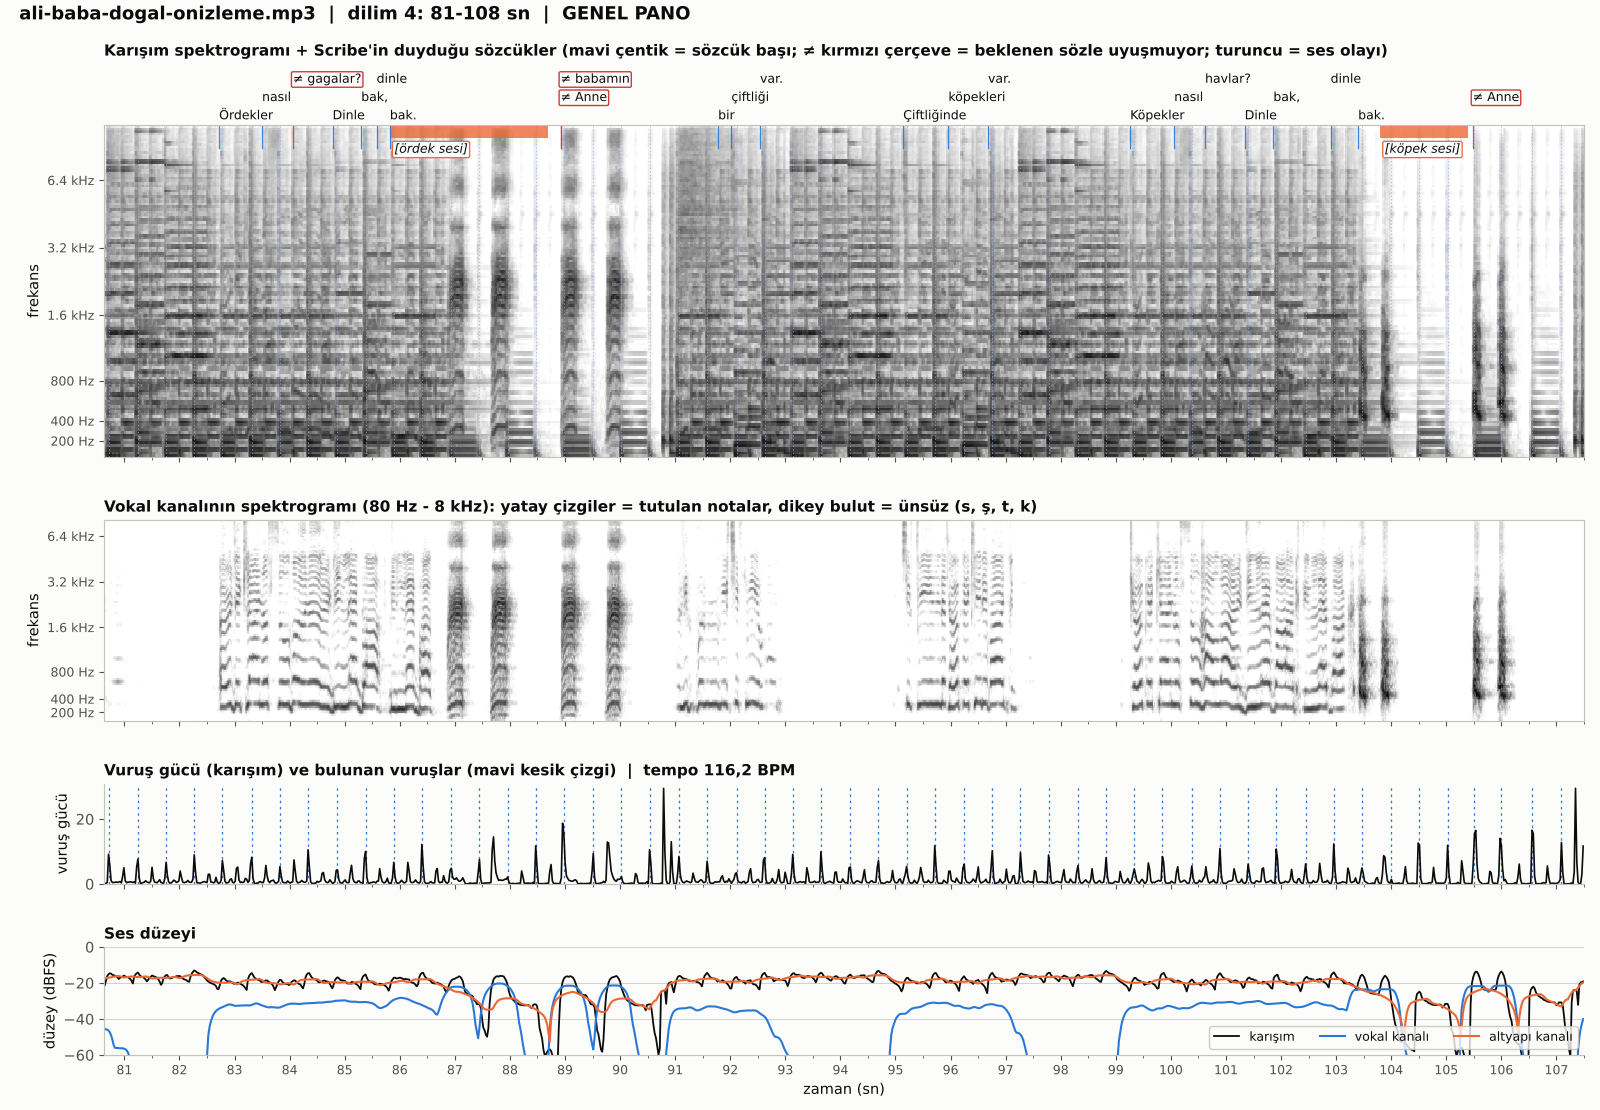 ali-baba-dogal-onizleme.mp3 | dilim 4: 81-108 sn | GENEL PANO
Karışım spektrogramı + Scribe'in duyduğu sözcükler (mavi çentik = sözcük başı; ≠ kırmızı çerçeve = beklenen sözle uyuşmuyor; turuncu = ses olayı)
≠ gagalar? dinle ≠ babamın var. var. havlar? dinle
nasıl bak, ≠ Anne çiftliği köpekleri nasıl bak, ≠ Anne
Ördekler Dinle bak. bir Çiftliğinde Köpekler Dinle bak.
[ördek sesi] [köpek sesi]
6.4 kHz
3.2 kHz
1.6 kHz
800 Hz
400 Hz
200 Hz
frekans
Vokal kanalının spektrogramı (80 Hz - 8 kHz): yatay çizgiler = tutulan notalar, dikey bulut = ünsüz (s, ş, t, k)
6.4 kHz
3.2 kHz
1.6 kHz
800 Hz
400 Hz
200 Hz
frekans
Vuruş gücü (karışım) ve bulunan vuruşlar (mavi kesik çizgi) | tempo 116,2 BPM
20
0
vuruş gücü
Ses düzeyi
0
−20
−40
−60
düzey (dBFS)
karışım vokal kanalı altyapı kanalı
81 82 83 84 85 86 87 88 89 90 91 92 93 94 95 96 97 98 99 100 101 102 103 104 105 106 107
zaman (sn)